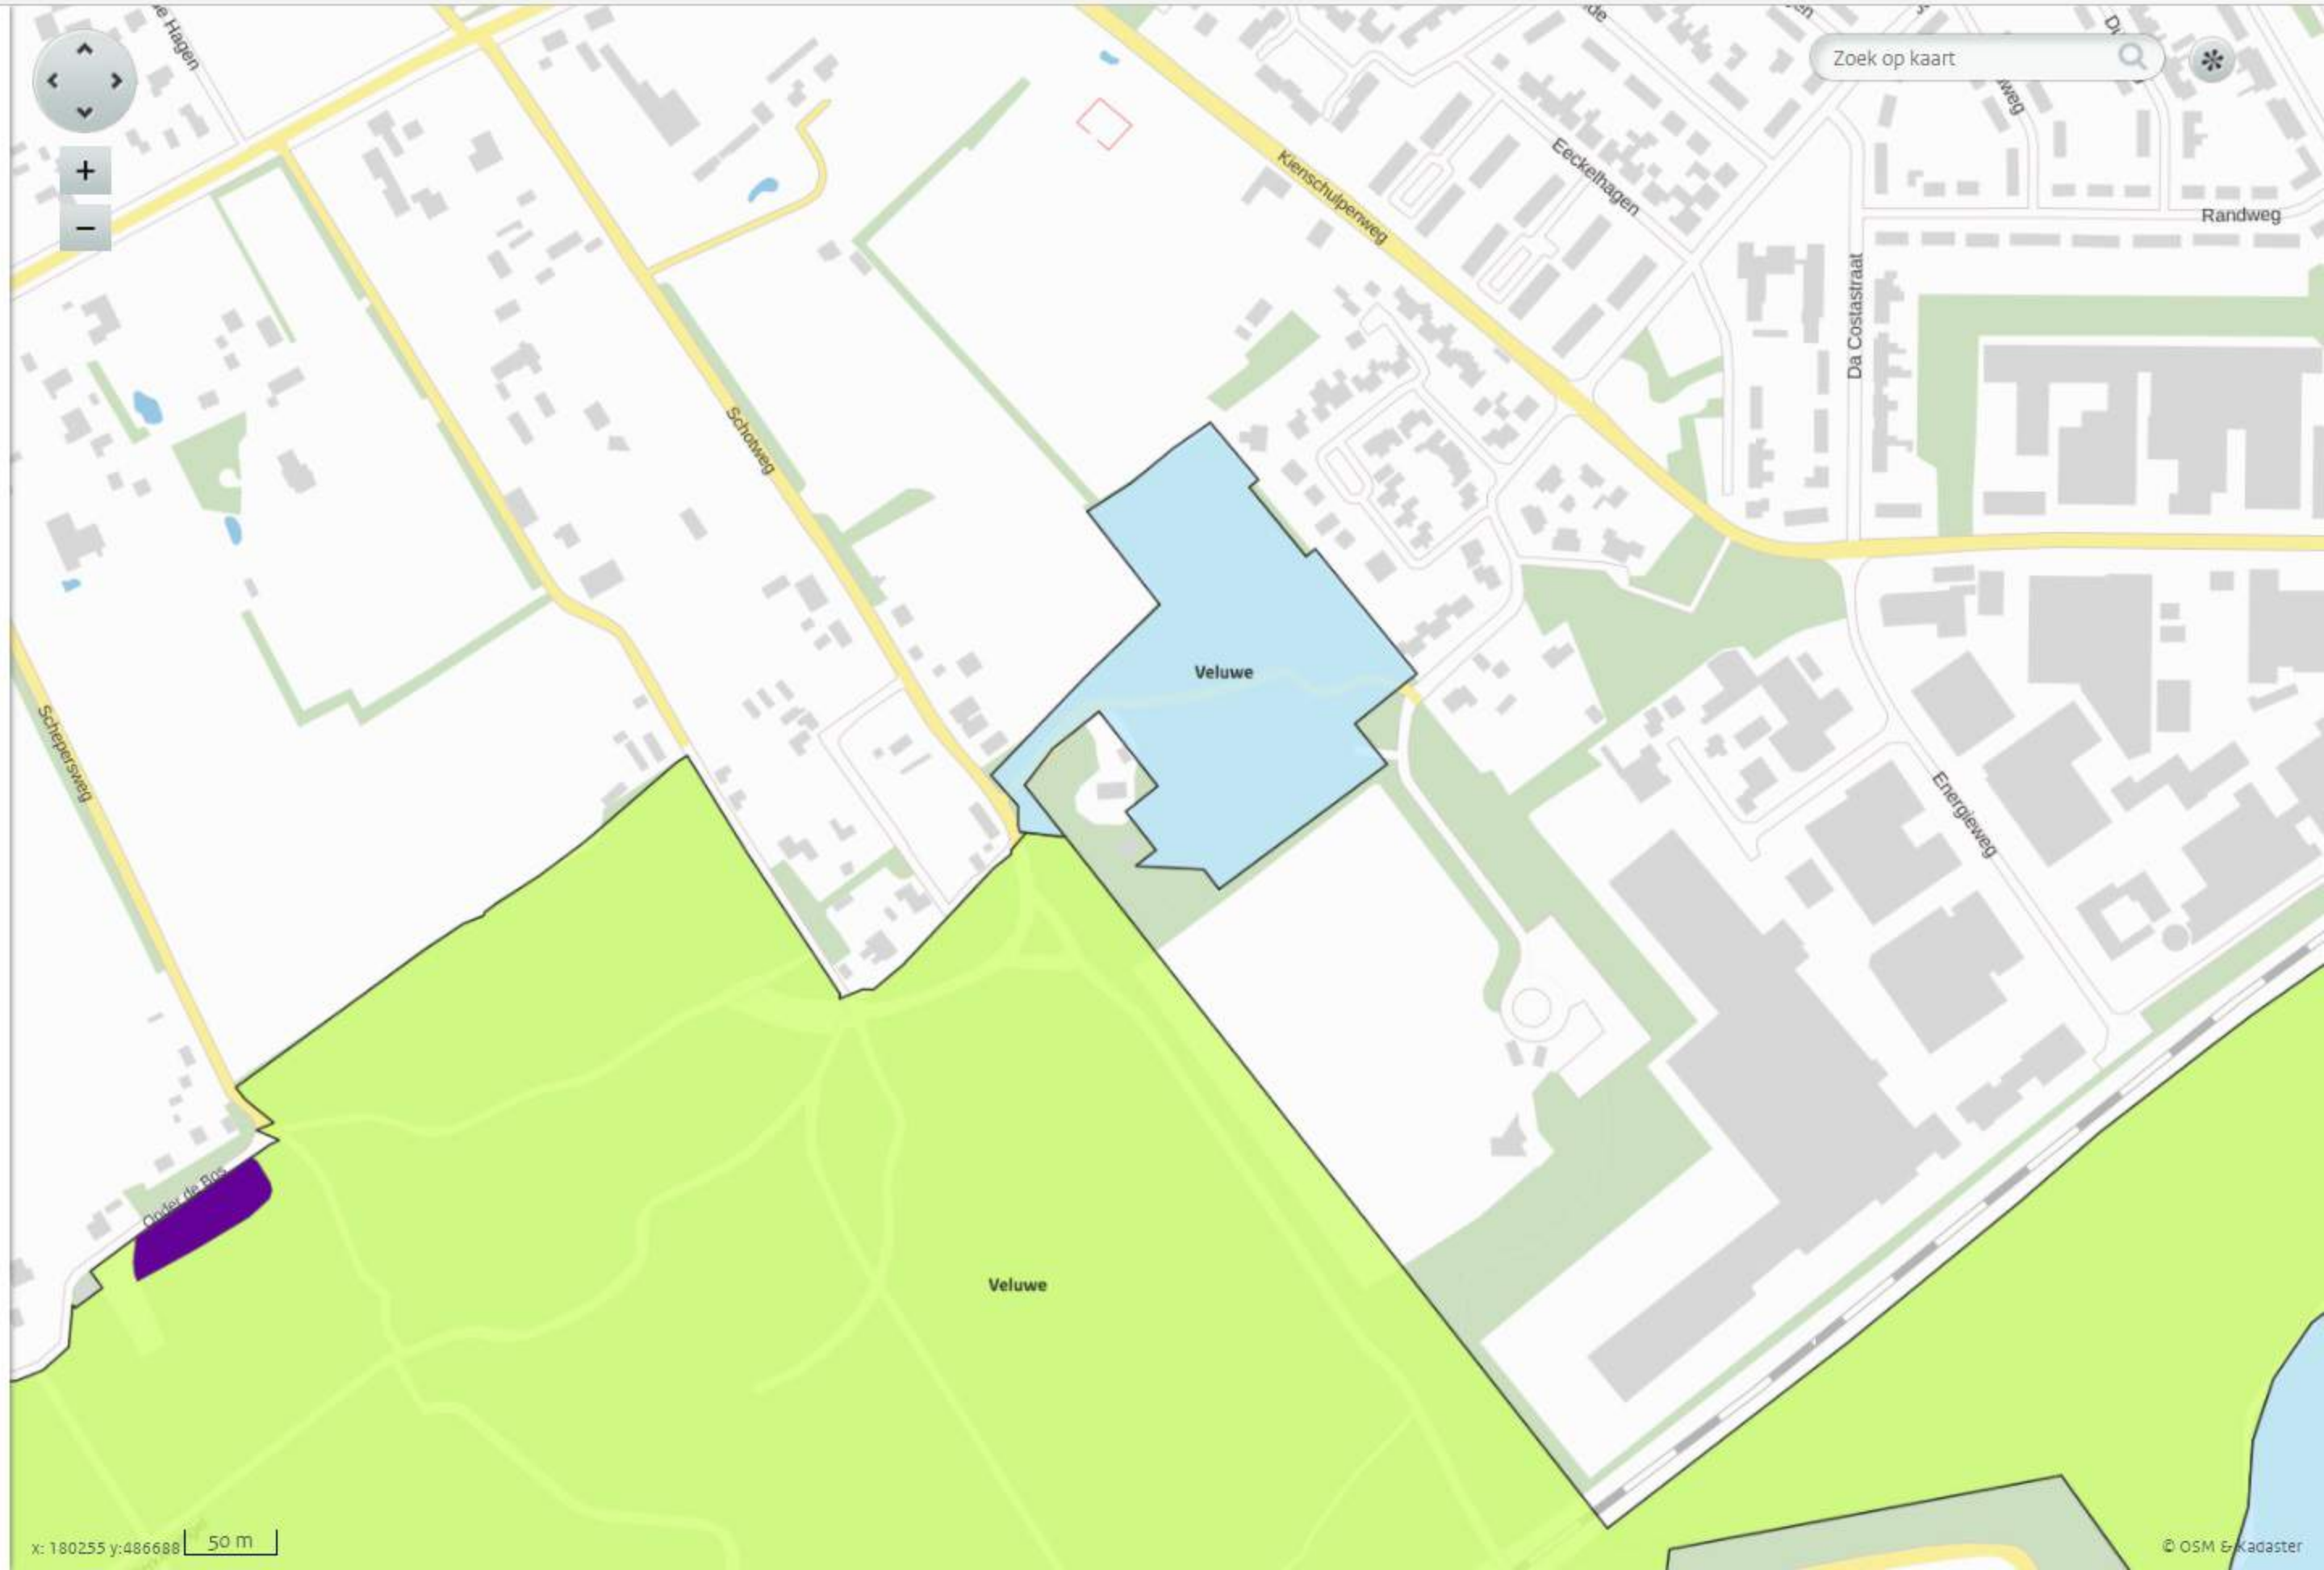 Zoek op kaart
Eeckelhagen
Kienschulpenweg
Randweg
Da Costastraat
Schotweg
Veluwe
Schepersweg
Energieweg
Onder de Bos
Veluwe
x: 180255 y:486688
50 m
© OSM & Kadaster
+
−
Hagen